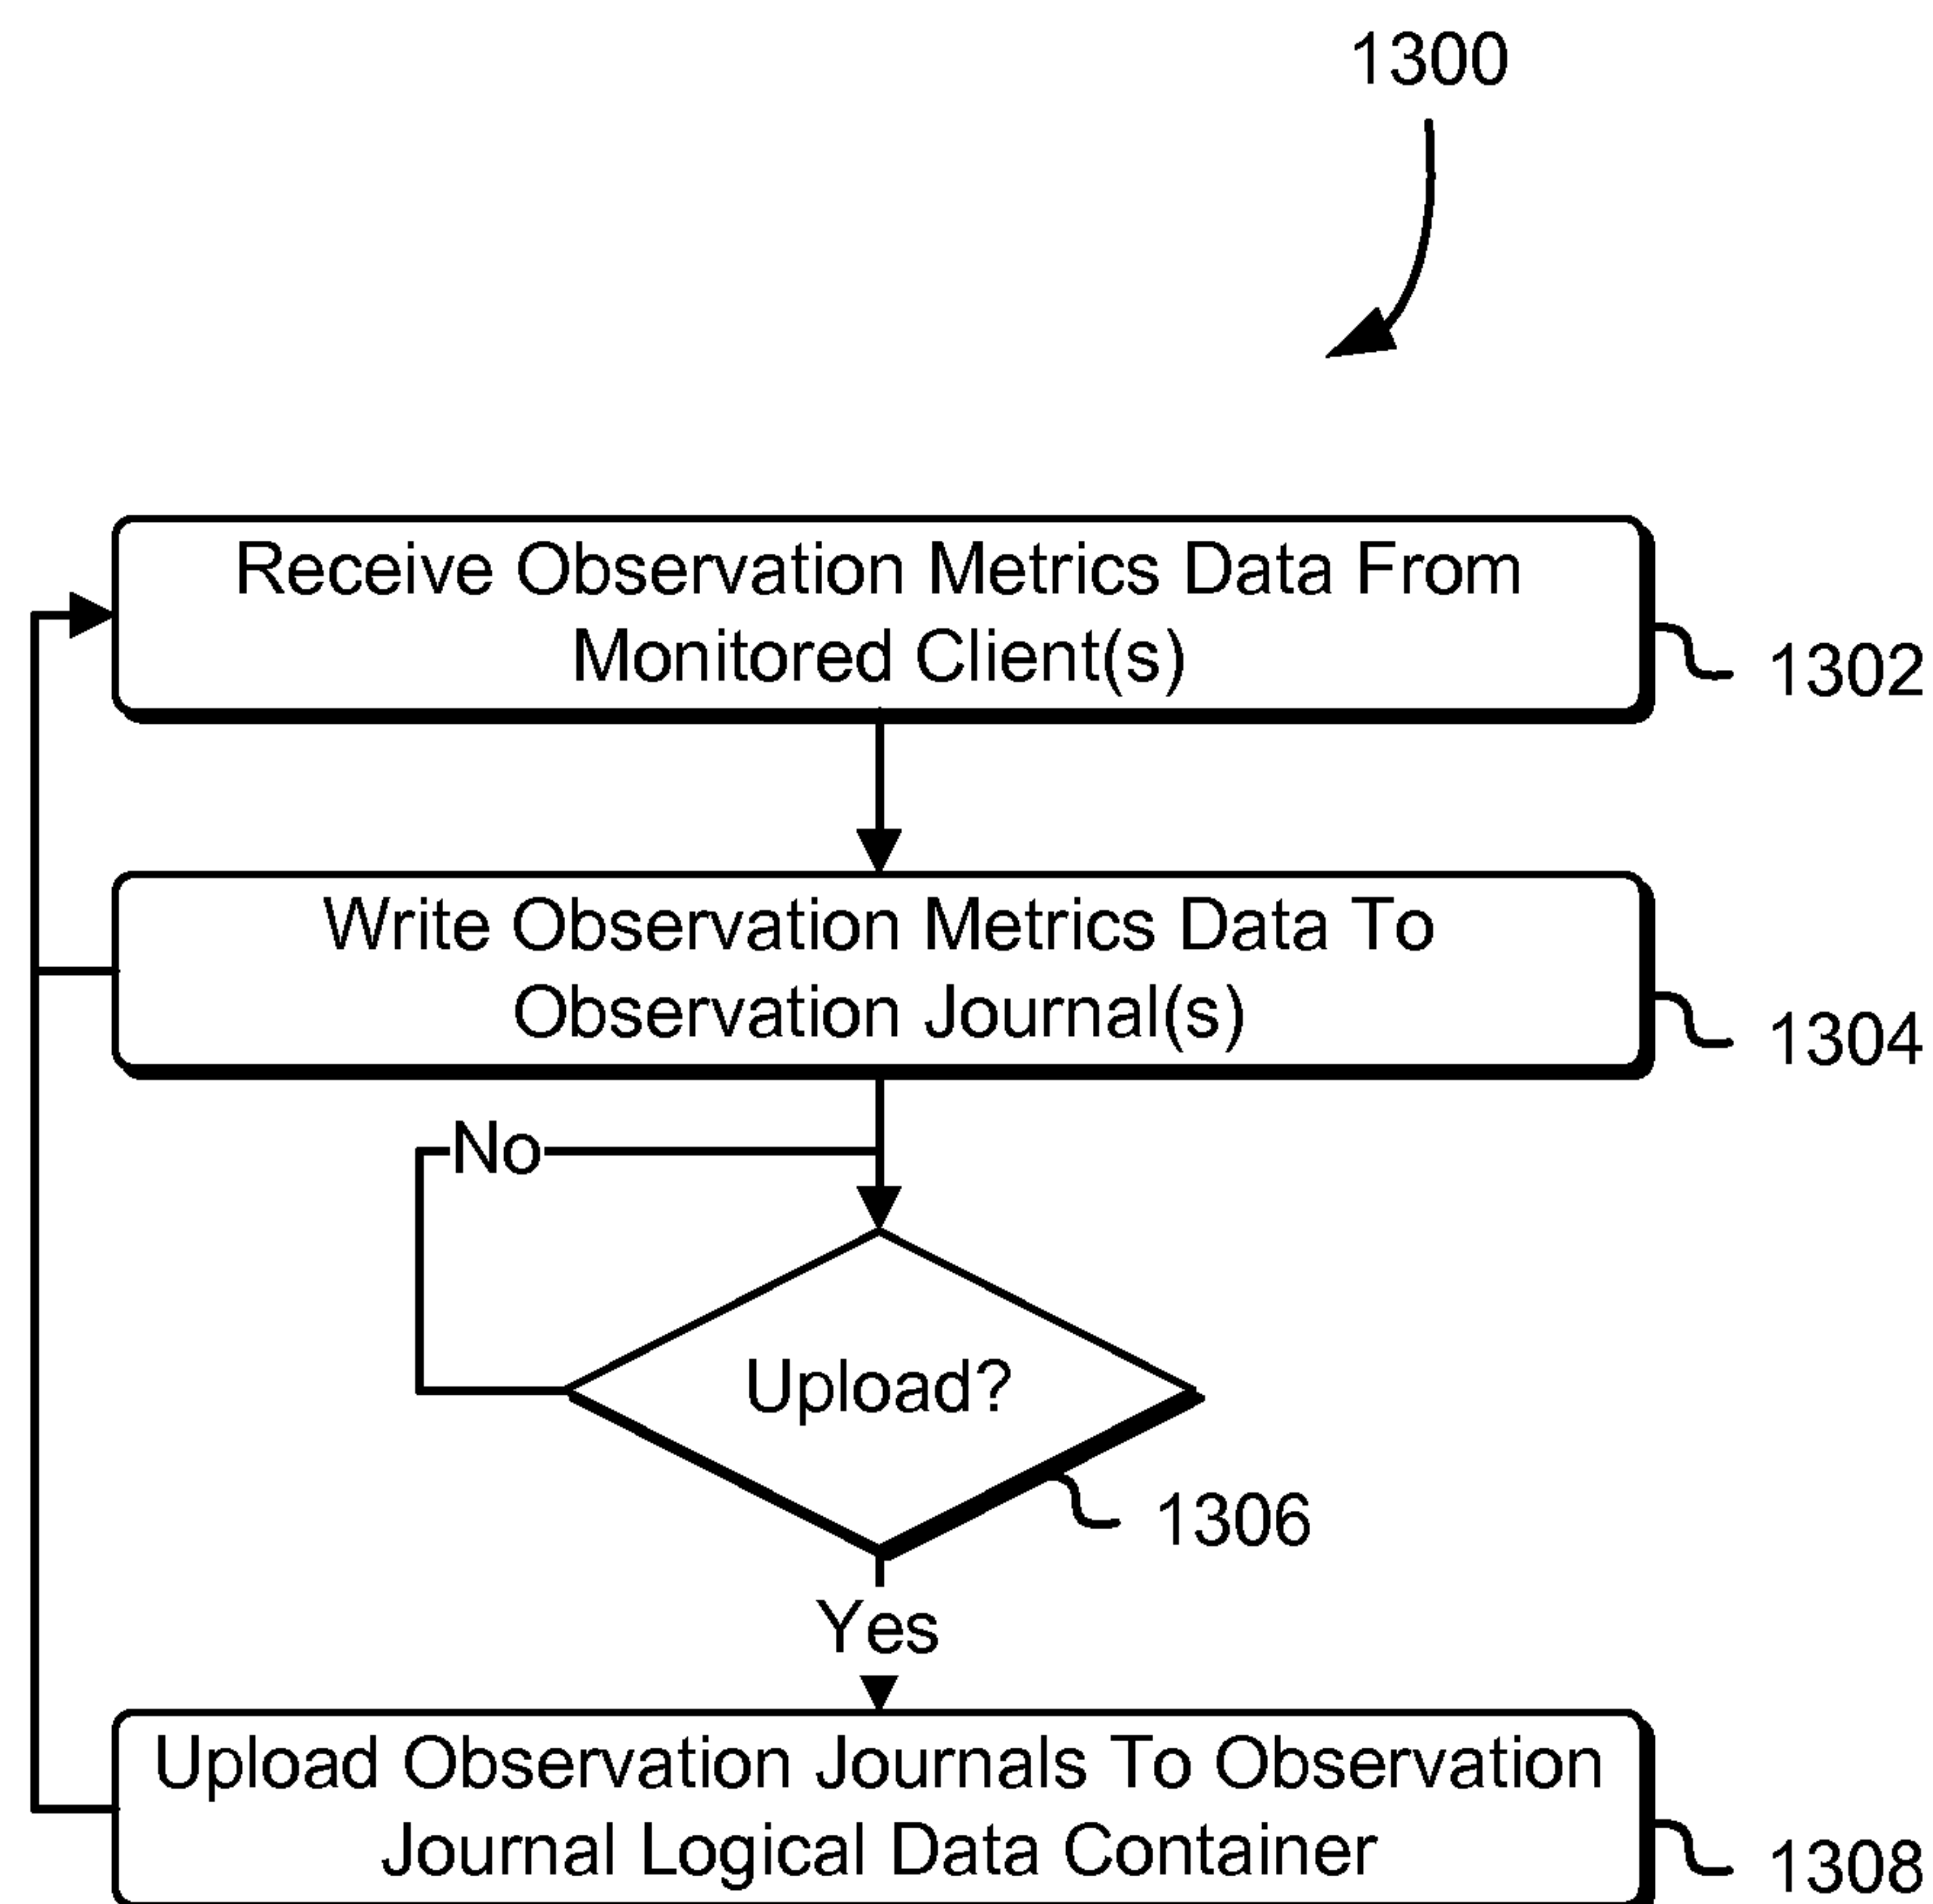 1300
Receive Observation Metrics Data From
Monitored Client(s)
1302
Write Observation Metrics Data To
Observation Journal(s)
1304
No
Upload?
1306
Yes
Upload Observation Journals To Observation
Journal Logical Data Container
1308